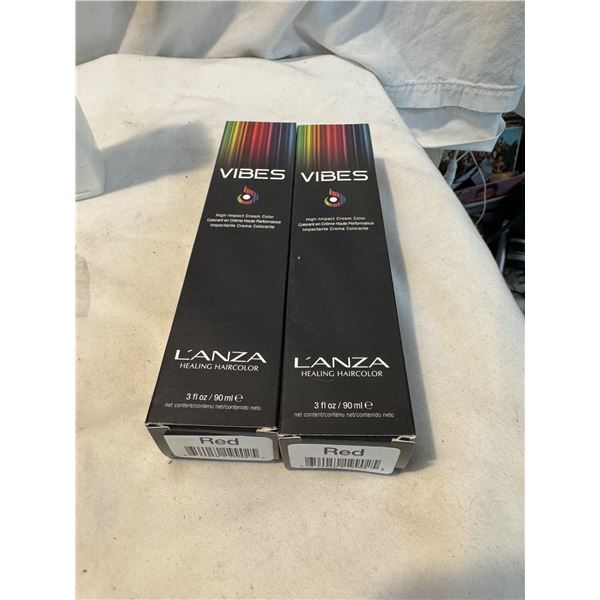 VIBES
High-Impact Cream Color
Colorant en Crème Haute Performance
Impactante Crema Colorante
L'ANZA
HEALING HAIRCOLOR
3 fl oz / 90 ml e
net content/contenu net/contenido neto
Red
VIBES
High-Impact Cream Color
Colorant en Crème Haute Performance
Impactante Crema Colorante
L'ANZA
HEALING HAIRCOLOR
3 fl oz / 90 ml e
net content/contenu net/contenido neto
Red